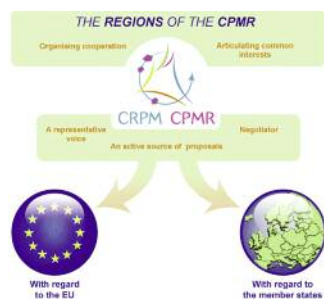 THE REGIONS OF THE CPMR
Organising cooperation
Articulating common
interests
CRPM CPMR
A representative
voice
Negotiator
An active source of proposals
With regard
to the EU
With regard to
the member states